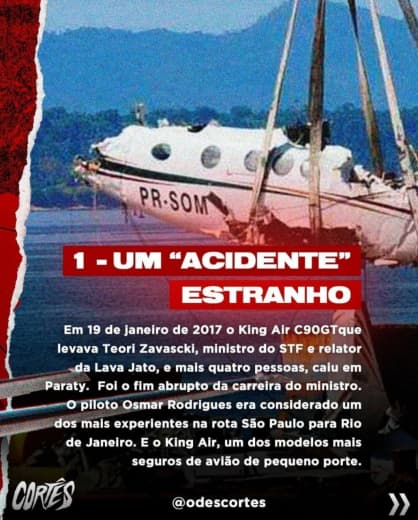 PR-SOM
1 - UM “ACIDENTE”
ESTRANHO
Em 19 de janeiro de 2017 o King Air C90GTque
levava Teori Zavascki, ministro do STF e relator
da Lava Jato, e mais quatro pessoas, caiu em
Paraty. Foi o fim abrupto da carreira do ministro.
O piloto Osmar Rodrigues era considerado um
dos mais experientes na rota São Paulo para Rio
de Janeiro. E o King Air, um dos modelos mais
seguros de avião de pequeno porte.
CORTÊS
@odescortes